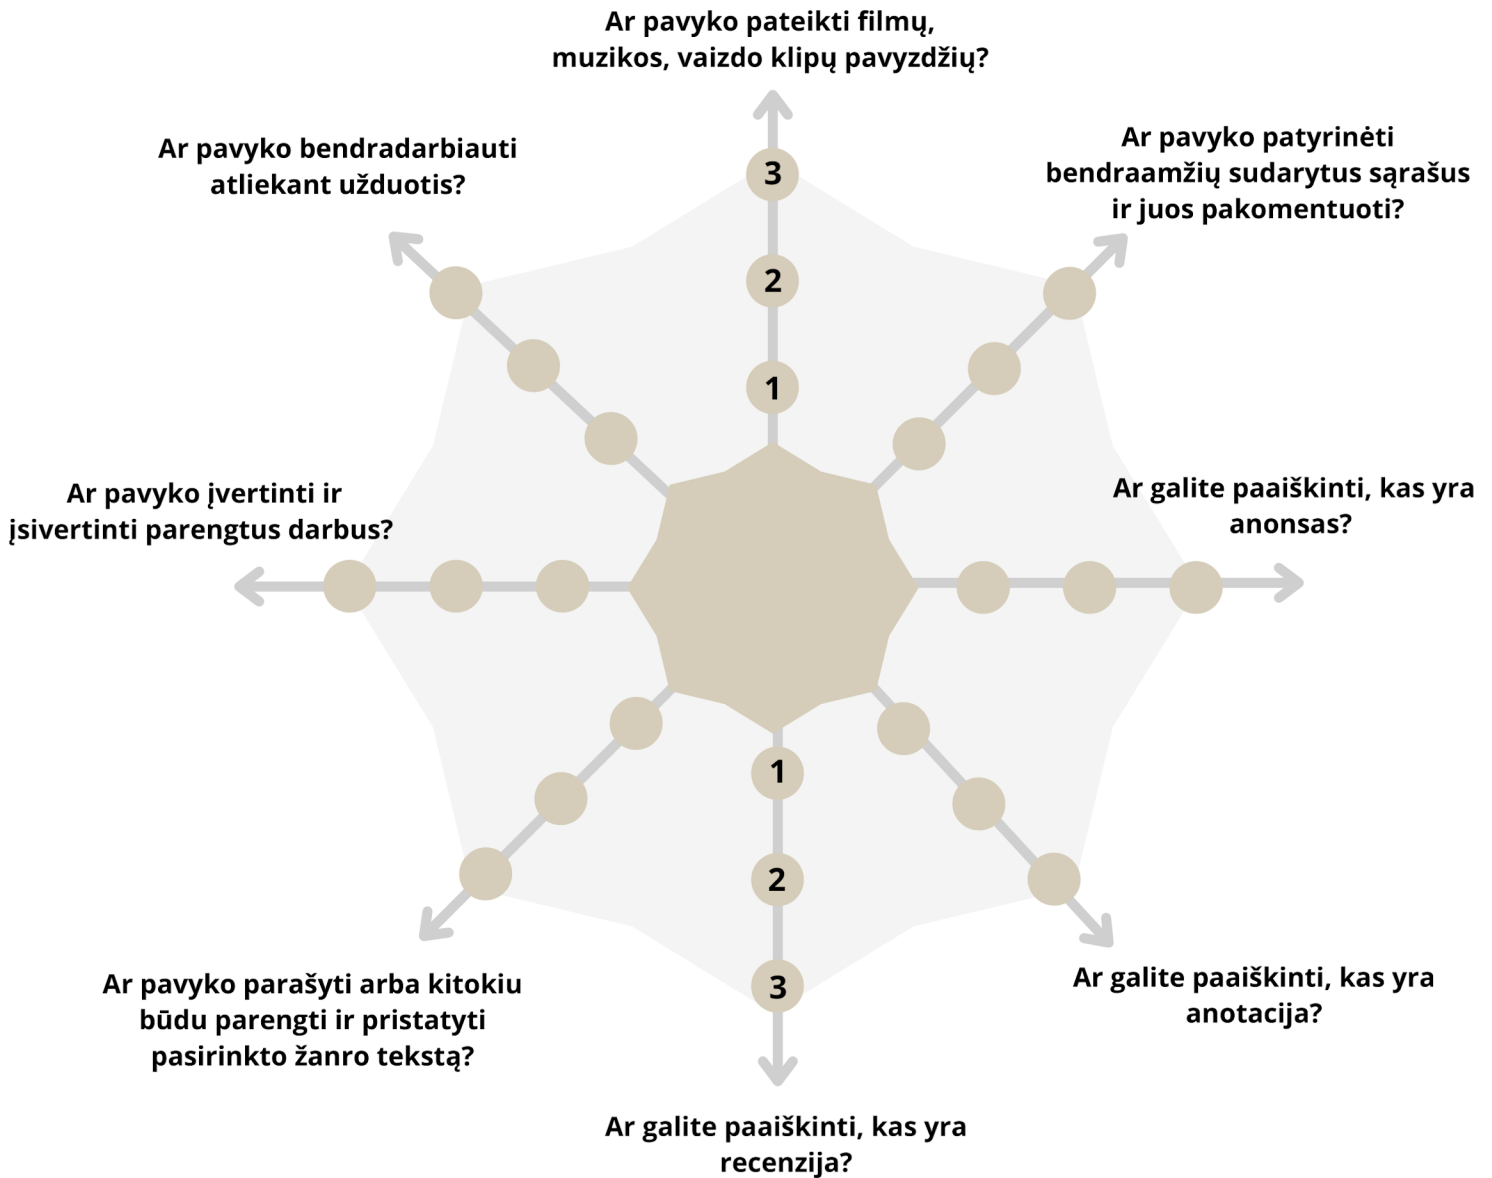 Ar pavyko pateikti filmų,
muzikos, vaizdo klipų pavyzdžių?
Ar pavyko patyrinėti
bendraamžių sudarytus sąrašus
ir juos pakomentuoti?
Ar pavyko bendradarbiauti
atliekant užduotis?
3
2
1
Ar galite paaiškinti, kas yra
anonsas?
Ar pavyko įvertinti ir
įsivertinti parengtus darbus?
1
2
3
Ar galite paaiškinti, kas yra
anotacija?
Ar pavyko parašyti arba kitokiu
būdu parengti ir pristatyti
pasirinkto žanro tekstą?
Ar galite paaiškinti, kas yra
recenzija?